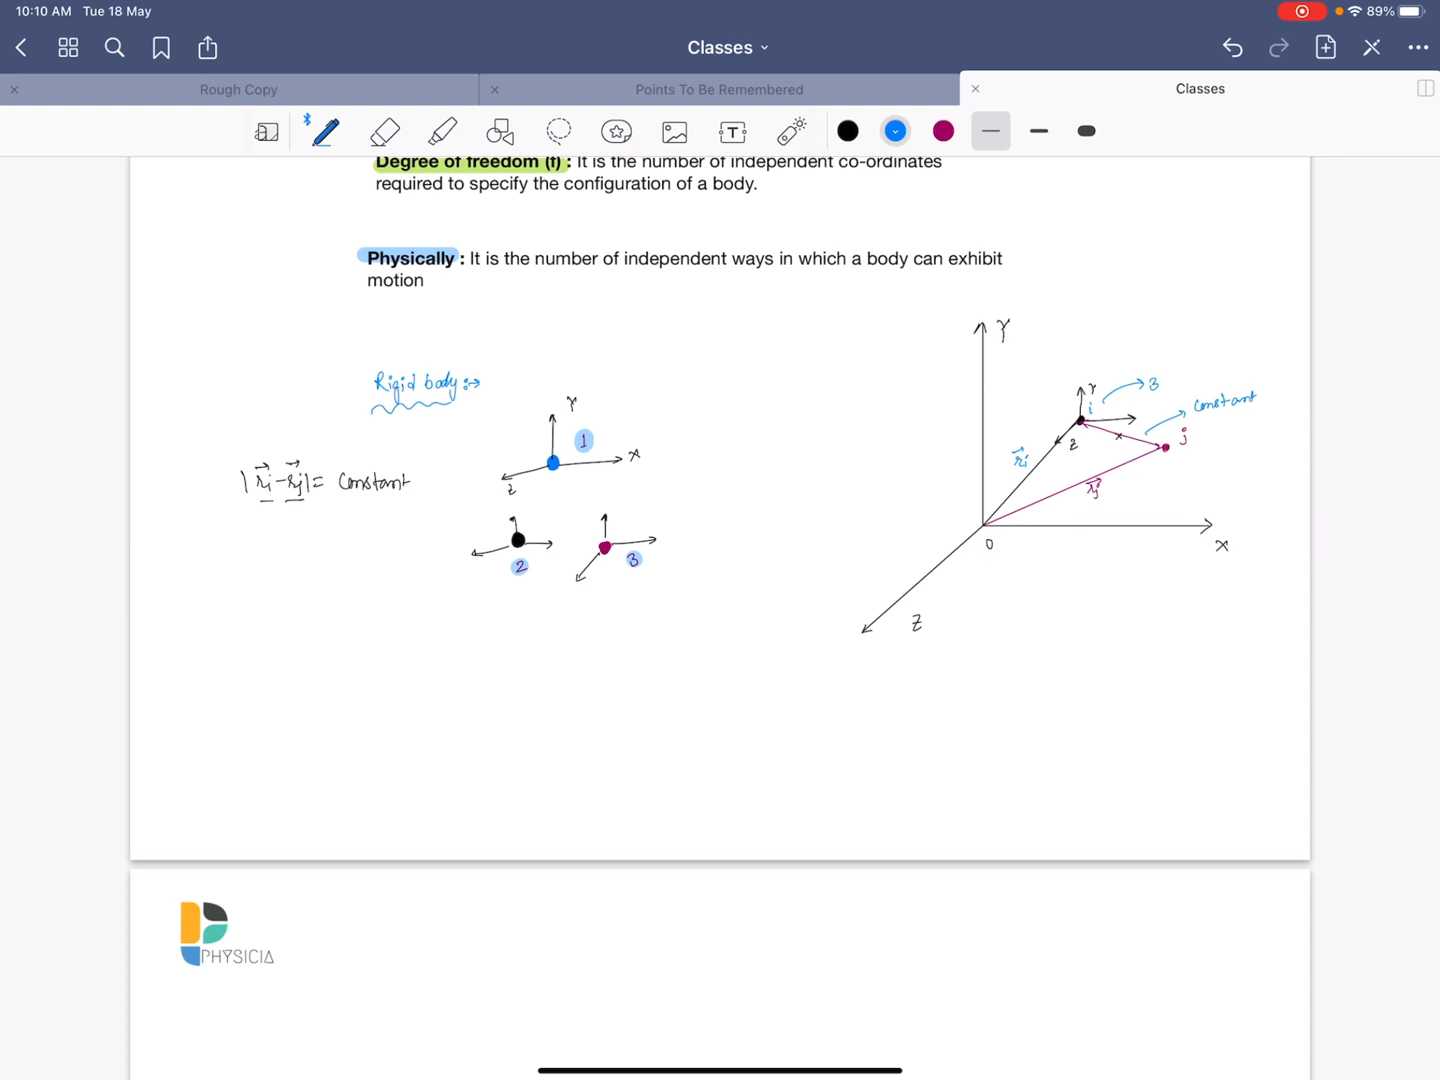 10:10 AM Tue 18 May
89%
Classes
Rough Copy
Points To Be Remembered
Classes
T
Degree of freedom (f) : It is the number of independent co-ordinates
required to specify the configuration of a body.
Physically : It is the number of independent ways in which a body can exhibit
motion
Rigid body :→
|r⃗i - r⃗j| = Constant
Y
1
X
Z
2
3
Y
Y
i
3
constant
X
Z
j
r⃗i
r⃗j
O
X
Z
PHYSICIA